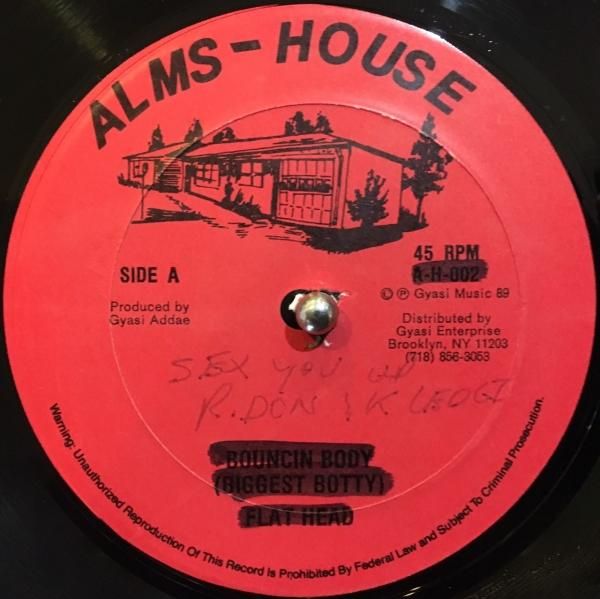 ALMS-HOUSE
SIDE A
Produced by
Gyasi Addae
45 RPM
A-H-002
© ℗ Gyasi Music 89
Distributed by
Gyasi Enterprise
Brooklyn, NY 11203
(718) 856-3053
SEX YOU UP
R. DON & K LEDGE
BOUNCIN BODY
(BIGGEST BOTTY)
FLAT HEAD
Warning: Unauthorized Reproduction Of This Record Is Prohibited By Federal Law and Subject To Criminal Prosecution.